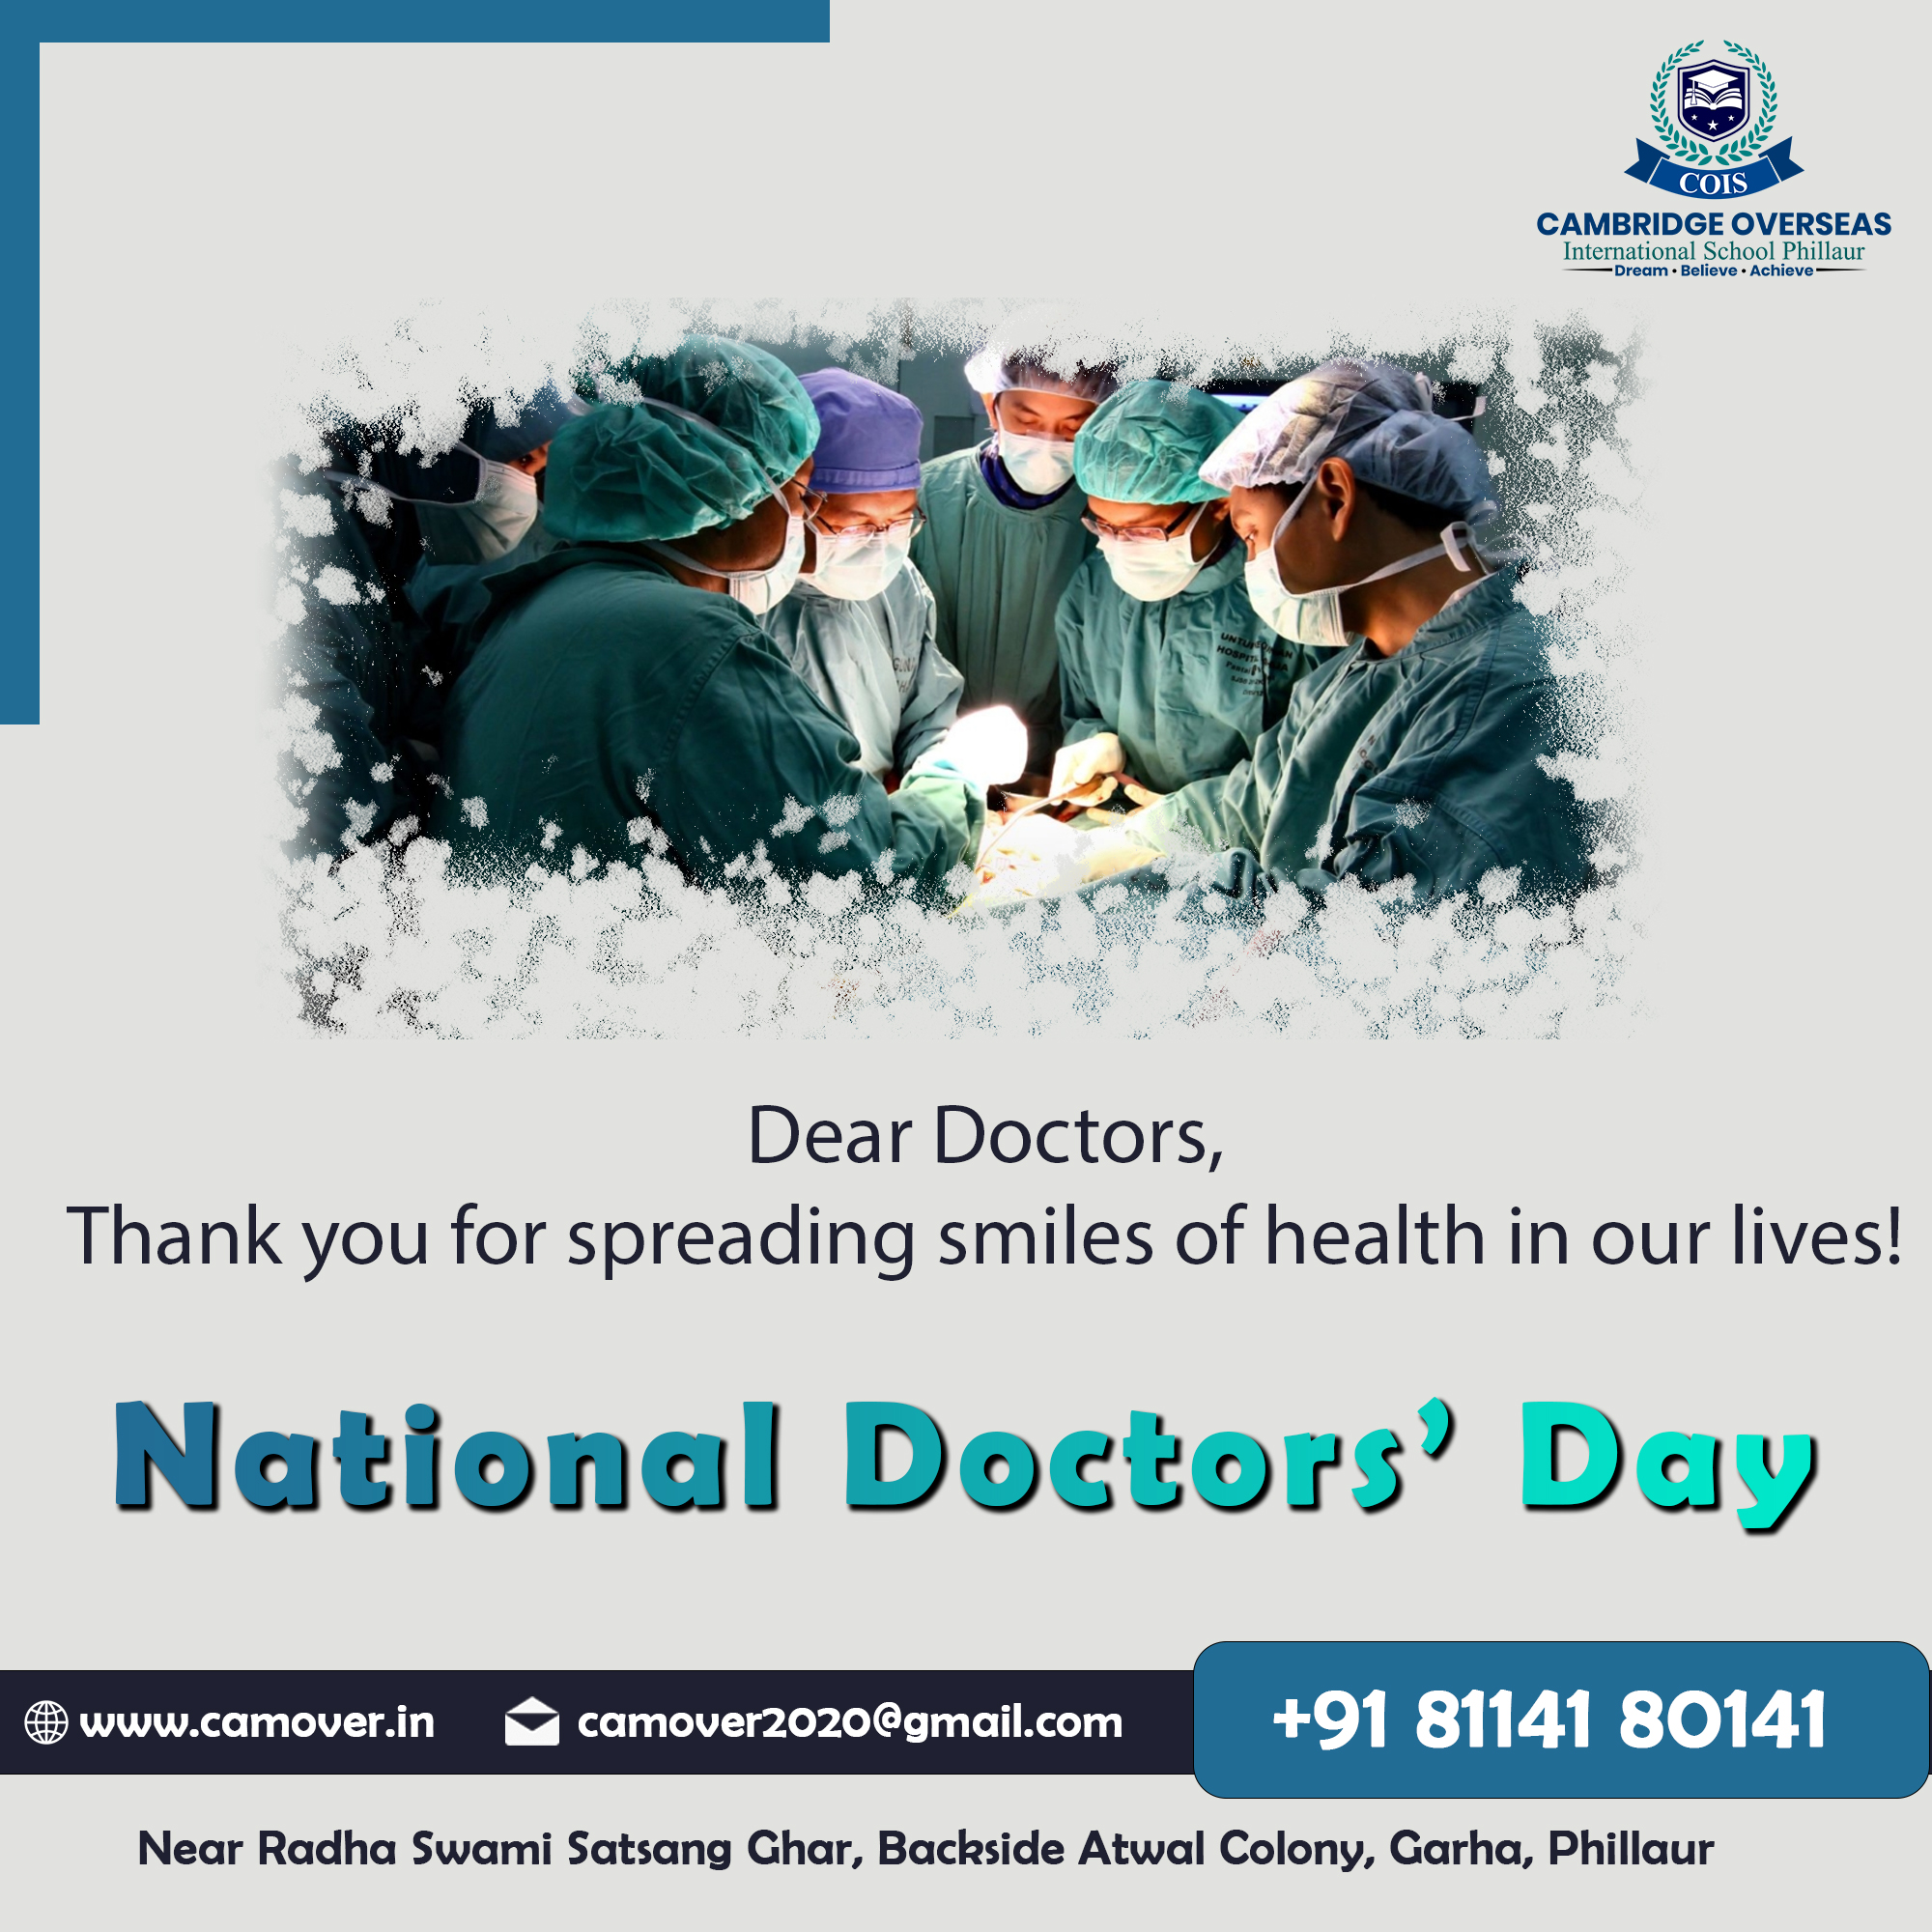 COIS
CAMBRIDGE OVERSEAS
International School Phillaur
Dream • Believe • Achieve
HOSPITAL
Dear Doctors,
Thank you for spreading smiles of health in our lives!
National Doctors’ Day
www.camover.in
camover2020@gmail.com
+91 81141 80141
Near Radha Swami Satsang Ghar, Backside Atwal Colony, Garha, Phillaur